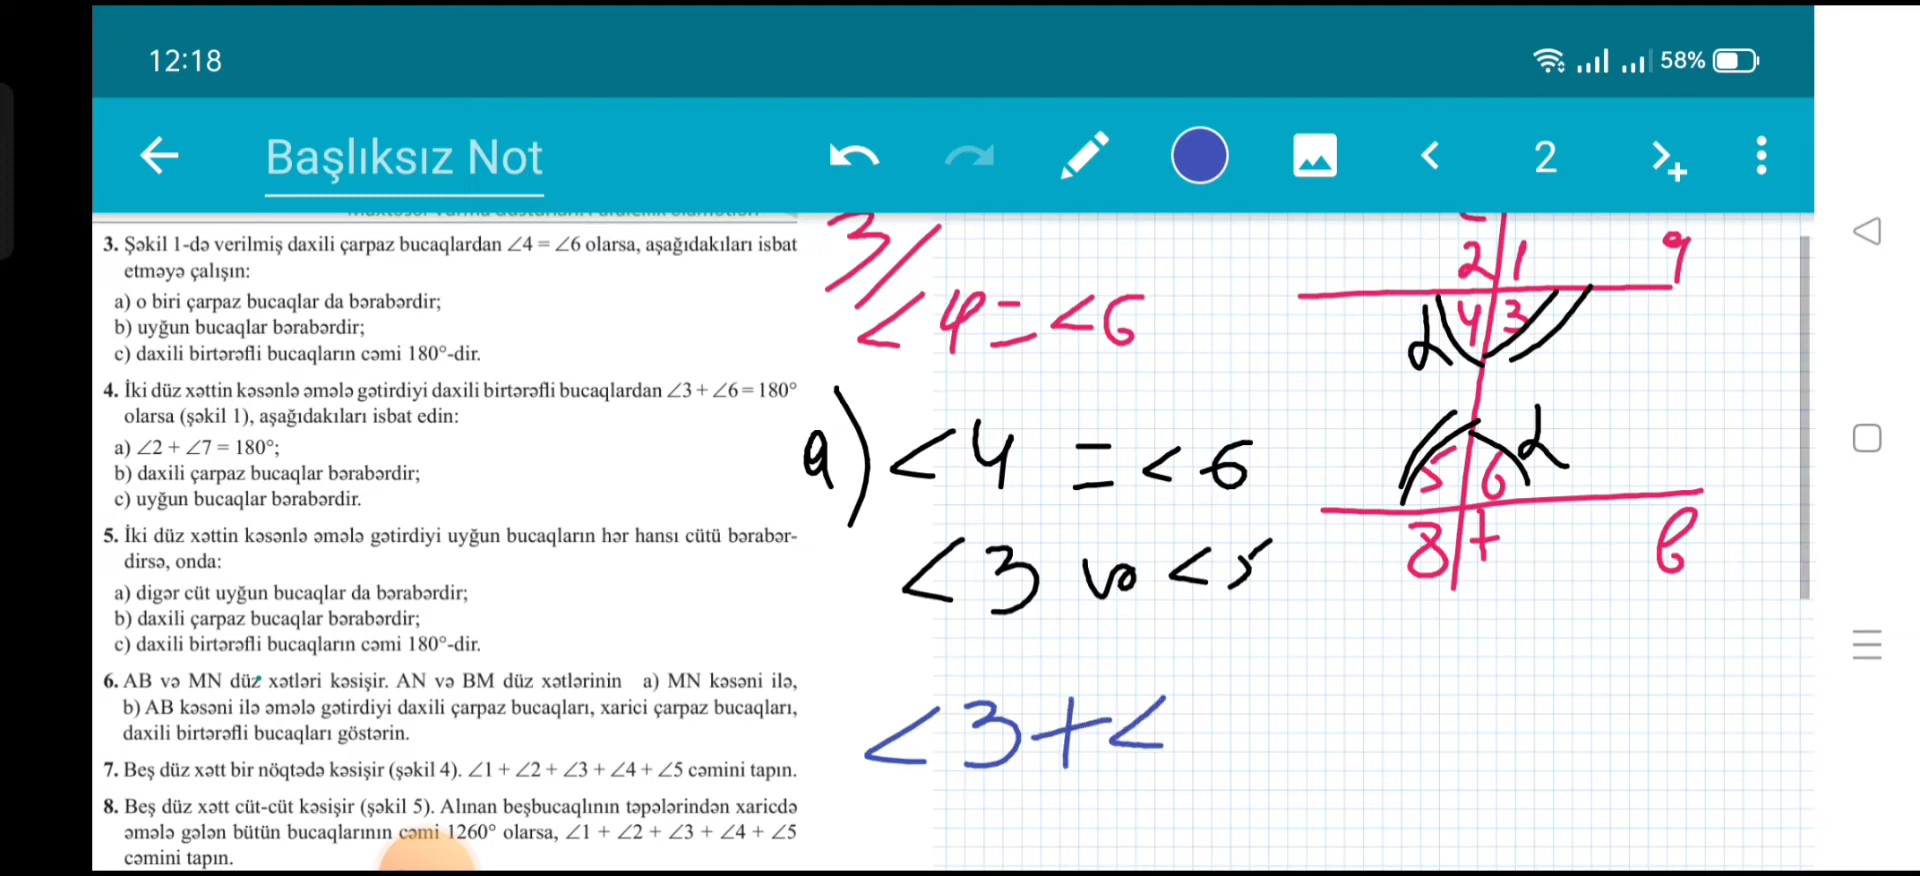 12:18
58%
Başlıksız Not
2
3. Şəkil 1-də verilmiş daxili çarpaz bucaqlardan ∠4 = ∠6 olarsa, aşağıdakıları isbat
etməyə çalışın:
a) o biri çarpaz bucaqlar da bərabərdir;
b) uyğun bucaqlar bərabərdir;
c) daxili birtərəfli bucaqların cəmi 180°-dir.
4. İki düz xəttin kəsənlə əmələ gətirdiyi daxili birtərəfli bucaqlardan ∠3 + ∠6 = 180°
olarsa (şəkil 1), aşağıdakıları isbat edin:
a) ∠2 + ∠7 = 180°;
b) daxili çarpaz bucaqlar bərabərdir;
c) uyğun bucaqlar bərabərdir.
5. İki düz xəttin kəsənlə əmələ gətirdiyi uyğun bucaqların hər hansı cütü bərabər-
dirsə, onda:
a) digər cüt uyğun bucaqlar da bərabərdir;
b) daxili çarpaz bucaqlar bərabərdir;
c) daxili birtərəfli bucaqların cəmi 180°-dir.
6. AB və MN düz xətləri kəsişir. AN və BM düz xətlərinin a) MN kəsəni ilə,
b) AB kəsəni ilə əmələ gətirdiyi daxili çarpaz bucaqları, xarici çarpaz bucaqları,
daxili birtərəfli bucaqları göstərin.
7. Beş düz xətt bir nöqtədə kəsişir (şəkil 4). ∠1 + ∠2 + ∠3 + ∠4 + ∠5 cəmini tapın.
8. Beş düz xətt cüt-cüt kəsişir (şəkil 5). Alınan beşbucaqlının təpələrindən xaricdə
əmələ gələn bütün bucaqlarının cəmi 1260° olarsa, ∠1 + ∠2 + ∠3 + ∠4 + ∠5
cəmini tapın.
3/
<4=<6
a) <4 = <6
<3 və <5
<3+<
2 1 a
α 4 3
5 6 α
8 7 b